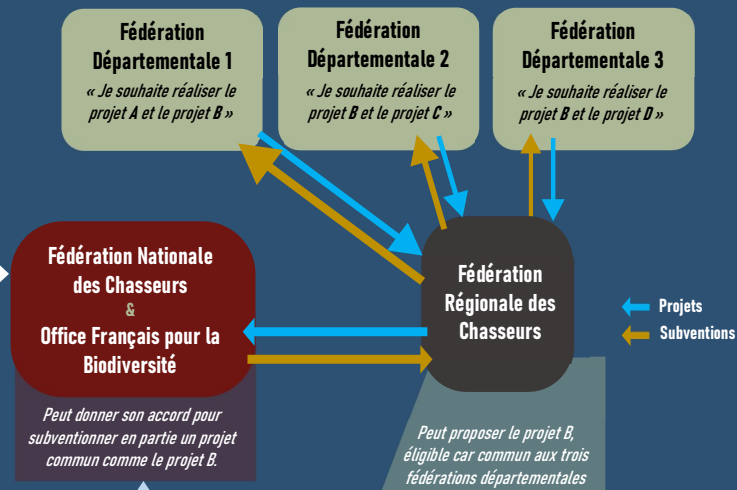 Fédération
Départementale 1
« Je souhaite réaliser le
projet A et le projet B »
Fédération
Départementale 2
« Je souhaite réaliser le
projet B et le projet C »
Fédération
Départementale 3
« Je souhaite réaliser le
projet B et le projet D »
Fédération Nationale
des Chasseurs
&
Office Français pour la
Biodiversité
Peut donner son accord pour
subventionner en partie un projet
commun comme le projet B.
Fédération
Régionale des
Chasseurs
Peut proposer le projet B,
éligible car commun aux trois
fédérations départementales
Projets
Subventions